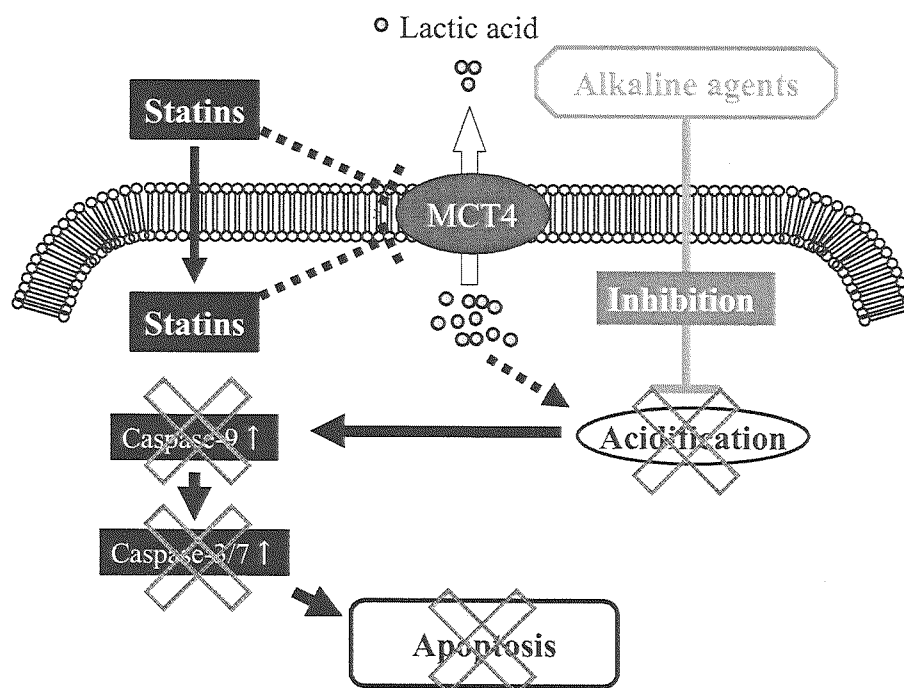 Lactic acid
Alkaline agents
Statins
MCT4
Inhibition
Statins
Caspase-9 ↑
Acidification
Caspase-3/7 ↑
Apoptosis